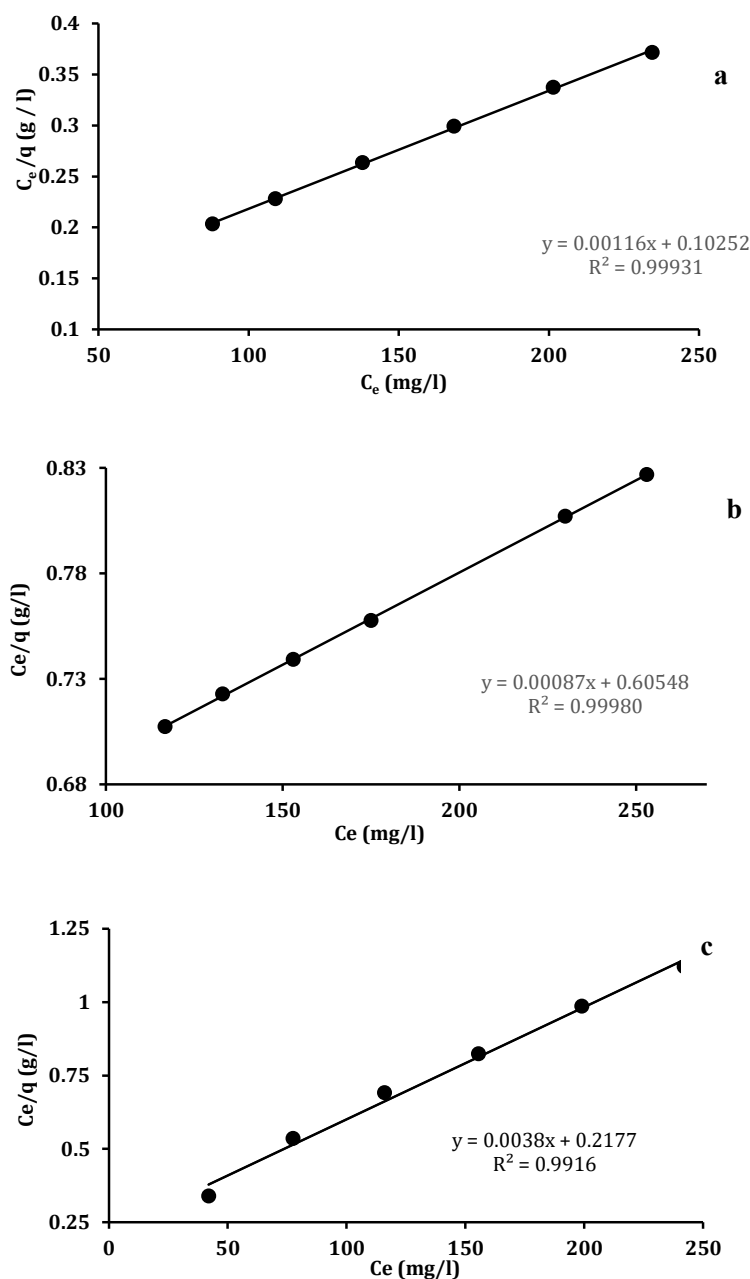 0.4
0.35
0.3
0.25
0.2
0.1
50
100
150
200
250
Cₑ/q (g / l)
Cₑ (mg/l)
a
y = 0.00116x + 0.10252
R² = 0.99931
0.83
0.78
0.73
0.68
100
150
200
250
Ce/q (g/l)
Ce (mg/l)
b
y = 0.00087x + 0.60548
R² = 0.99980
1.25
1
0.75
0.5
0.25
0
50
100
150
200
250
Ce/q (g/l)
Ce (mg/l)
c
y = 0.0038x + 0.2177
R² = 0.9916